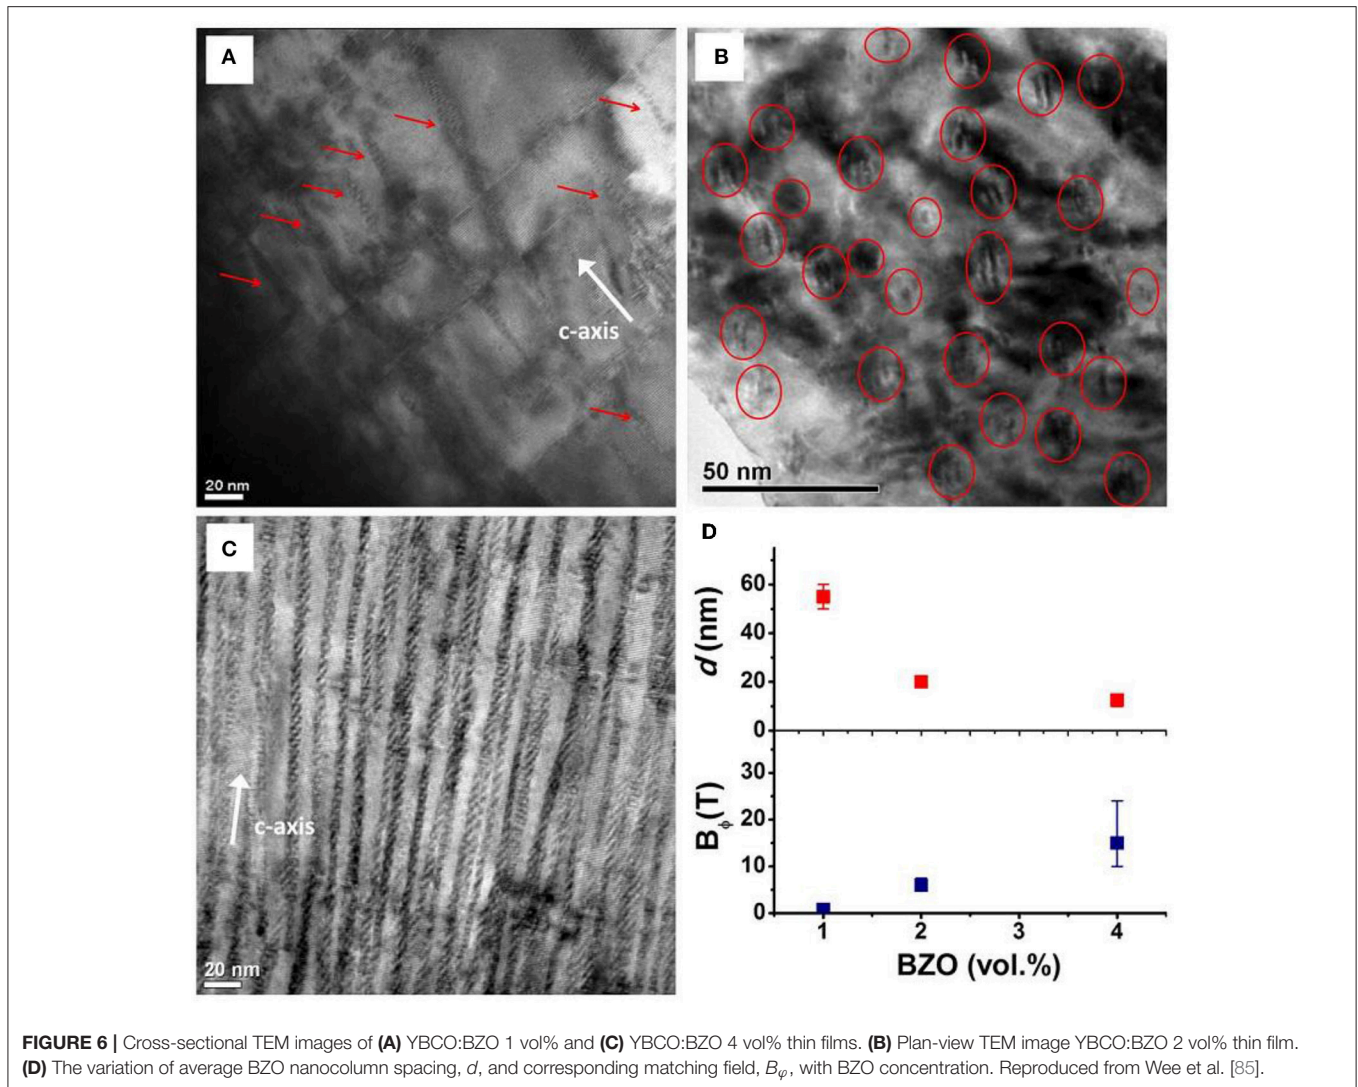 A
c-axis
20 nm
B
50 nm
C
c-axis
20 nm
D
60
40
20
0
d (nm)
30
20
10
0
B_ϕ(T)
1 2 3 4
BZO (vol.%)
FIGURE 6 | Cross-sectional TEM images of (A) YBCO:BZO 1 vol% and (C) YBCO:BZO 4 vol% thin films. (B) Plan-view TEM image YBCO:BZO 2 vol% thin film.
(D) The variation of average BZO nanocolumn spacing, d, and corresponding matching field, B_φ, with BZO concentration. Reproduced from Wee et al. [85].